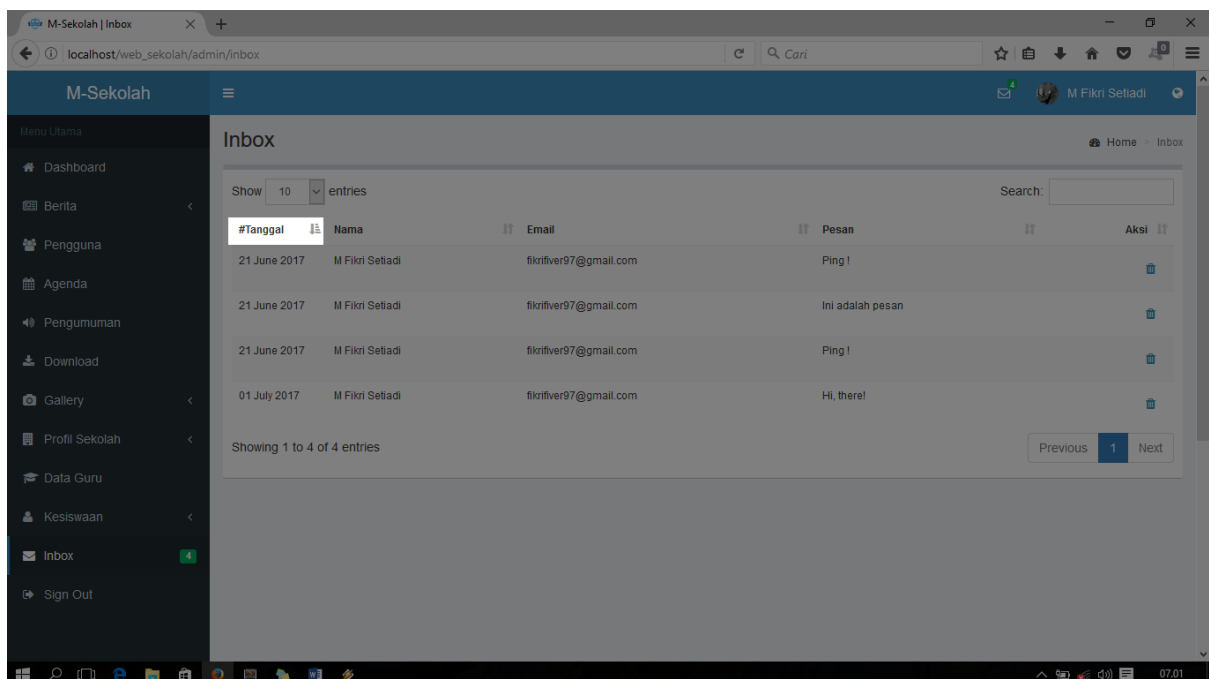 M-Sekolah | Inbox
localhost/web_sekolah/admin/inbox
Cari
0
M-Sekolah
4
M Fikri Setiadi
Menu Utama
Dashboard
Berita
Pengguna
Agenda
Pengumuman
Download
Gallery
Profil Sekolah
Data Guru
Kesiswaan
Inbox 4
Sign Out
Inbox
Home > Inbox
Show 10 entries
Search:
#Tanggal Nama Email Pesan Aksi
21 June 2017 M Fikri Setiadi fikrifiver97@gmail.com Ping !
21 June 2017 M Fikri Setiadi fikrifiver97@gmail.com Ini adalah pesan
21 June 2017 M Fikri Setiadi fikrifiver97@gmail.com Ping !
01 July 2017 M Fikri Setiadi fikrifiver97@gmail.com Hi, there!
Showing 1 to 4 of 4 entries
Previous 1 Next
07.01